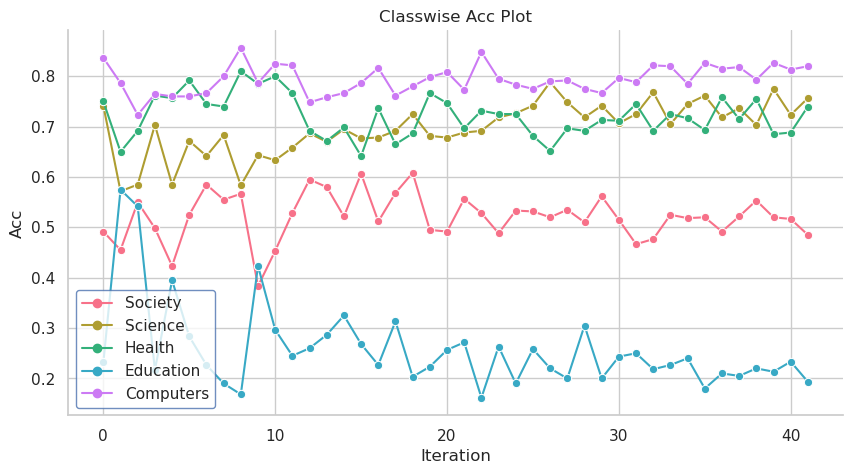 Classwise Acc Plot
Acc
0.8
0.7
0.6
0.5
0.4
0.3
0.2
Society
Science
Health
Education
Computers
0 10 20 30 40
Iteration